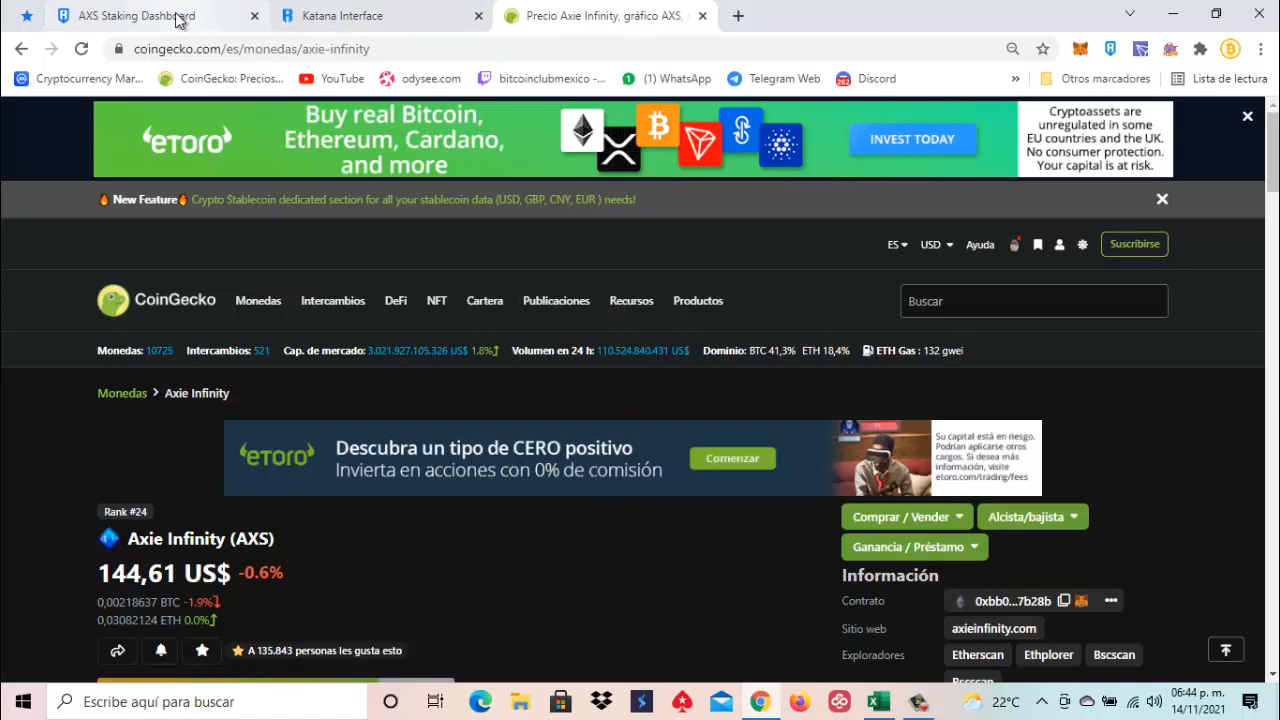 AXS Staking Dashboard
Katana Interface
Precio Axie Infinity, gráfico AXS,
coingecko.com/es/monedas/axie-infinity
Cryptocurrency Mar...
CoinGecko: Precios...
YouTube
odysee.com
bitcoinclubmexico -...
(1) WhatsApp
Telegram Web
Discord
»
Otros marcadores
Lista de lectura
eTORO
Buy real Bitcoin,
Ethereum, Cardano,
and more
INVEST TODAY
Cryptoassets are
unregulated in some
EU countries and the UK.
No consumer protection.
Your capital is at risk.
New Feature
Crypto Stablecoin dedicated section for all your stablecoin data (USD, GBP, CNY, EUR ) needs!
ES
USD
Ayuda
Suscribirse
CoinGecko
Monedas
Intercambios
DeFi
NFT
Cartera
Publicaciones
Recursos
Productos
Buscar
Monedas: 10725
Intercambios: 521
Cap. de mercado: 3.021.927.105.326 US$ 1.8%
Volumen en 24 h: 110.524.840.431 US$
Dominio: BTC 41,3% ETH 18,4%
ETH Gas : 132 gwei
Monedas > Axie Infinity
eTORO
Descubra un tipo de CERO positivo
Invierta en acciones con 0% de comisión
Comenzar
Su capital está en riesgo.
Podrían aplicarse otros
cargos. Si desea más
información, visite
etoro.com/trading/fees
Rank #24
Axie Infinity (AXS)
144,61 US$ -0.6%
0,00218637 BTC -1.9%
0,03082124 ETH 0.0%
A 135.843 personas les gusta esto
Comprar / Vender
Alcista/bajista
Ganancia / Préstamo
Información
Contrato
0xbb0...7b28b
Sitio web
axieinfinity.com
Exploradores
Etherscan
Ethplorer
Bscscan
Escribe aquí para buscar
22°C
06:44 p. m.
14/11/2021